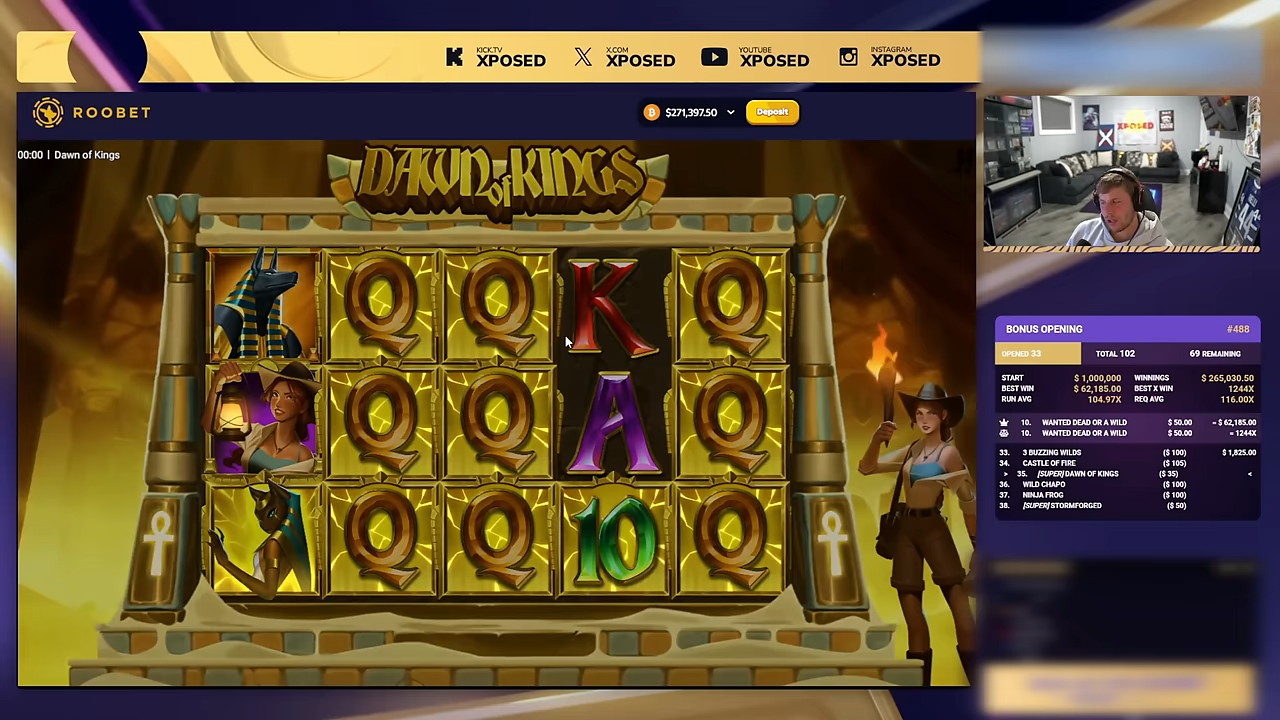 KICK.TV
XPOSED
X.COM
XPOSED
YOUTUBE
XPOSED
INSTAGRAM
XPOSED
ROOBET
$271,397.50
Deposit
00:00 | Dawn of Kings
DAWN of KINGS
Q Q K Q
Q Q A Q
Q Q 10 Q
XPOSED
BONUS OPENING #488
OPENED 33 TOTAL 102 69 REMAINING
START $ 1,000,000 WINNINGS $ 265,030.50
BEST WIN $ 62,185.00 BEST X WIN 1244X
RUN AVG 104.97X REQ AVG 116.00X
10. WANTED DEAD OR A WILD $ 50.00 = $ 62,185.00
10. WANTED DEAD OR A WILD $ 50.00 = 1244X
33. 3 BUZZING WILDS ($ 100) $ 1,825.00
34. CASTLE OF FIRE ($ 105)
> 35. [SUPER] DAWN OF KINGS ($ 35) <
36. WILD CHAPO ($ 100)
37. NINJA FROG ($ 100)
38. [SUPER] STORMFORGED ($ 50)